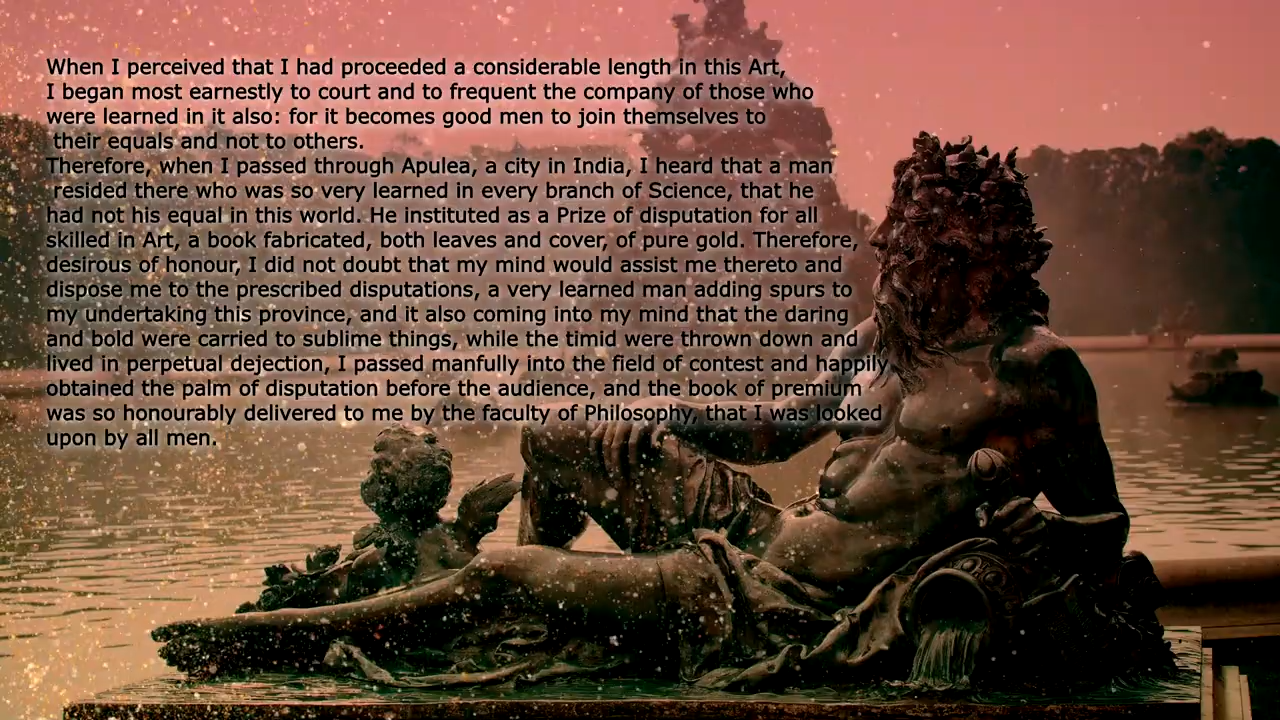 When I perceived that I had proceeded a considerable length in this Art,
I began most earnestly to court and to frequent the company of those who
were learned in it also: for it becomes good men to join themselves to
their equals and not to others.
Therefore, when I passed through Apulea, a city in India, I heard that a man
resided there who was so very learned in every branch of Science, that he
had not his equal in this world. He instituted as a Prize of disputation for all
skilled in Art, a book fabricated, both leaves and cover, of pure gold. Therefore,
desirous of honour, I did not doubt that my mind would assist me thereto and
dispose me to the prescribed disputations, a very learned man adding spurs to
my undertaking this province, and it also coming into my mind that the daring
and bold were carried to sublime things, while the timid were thrown down and
lived in perpetual dejection, I passed manfully into the field of contest and happily
obtained the palm of disputation before the audience, and the book of premium
was so honourably delivered to me by the faculty of Philosophy, that I was looked
upon by all men.